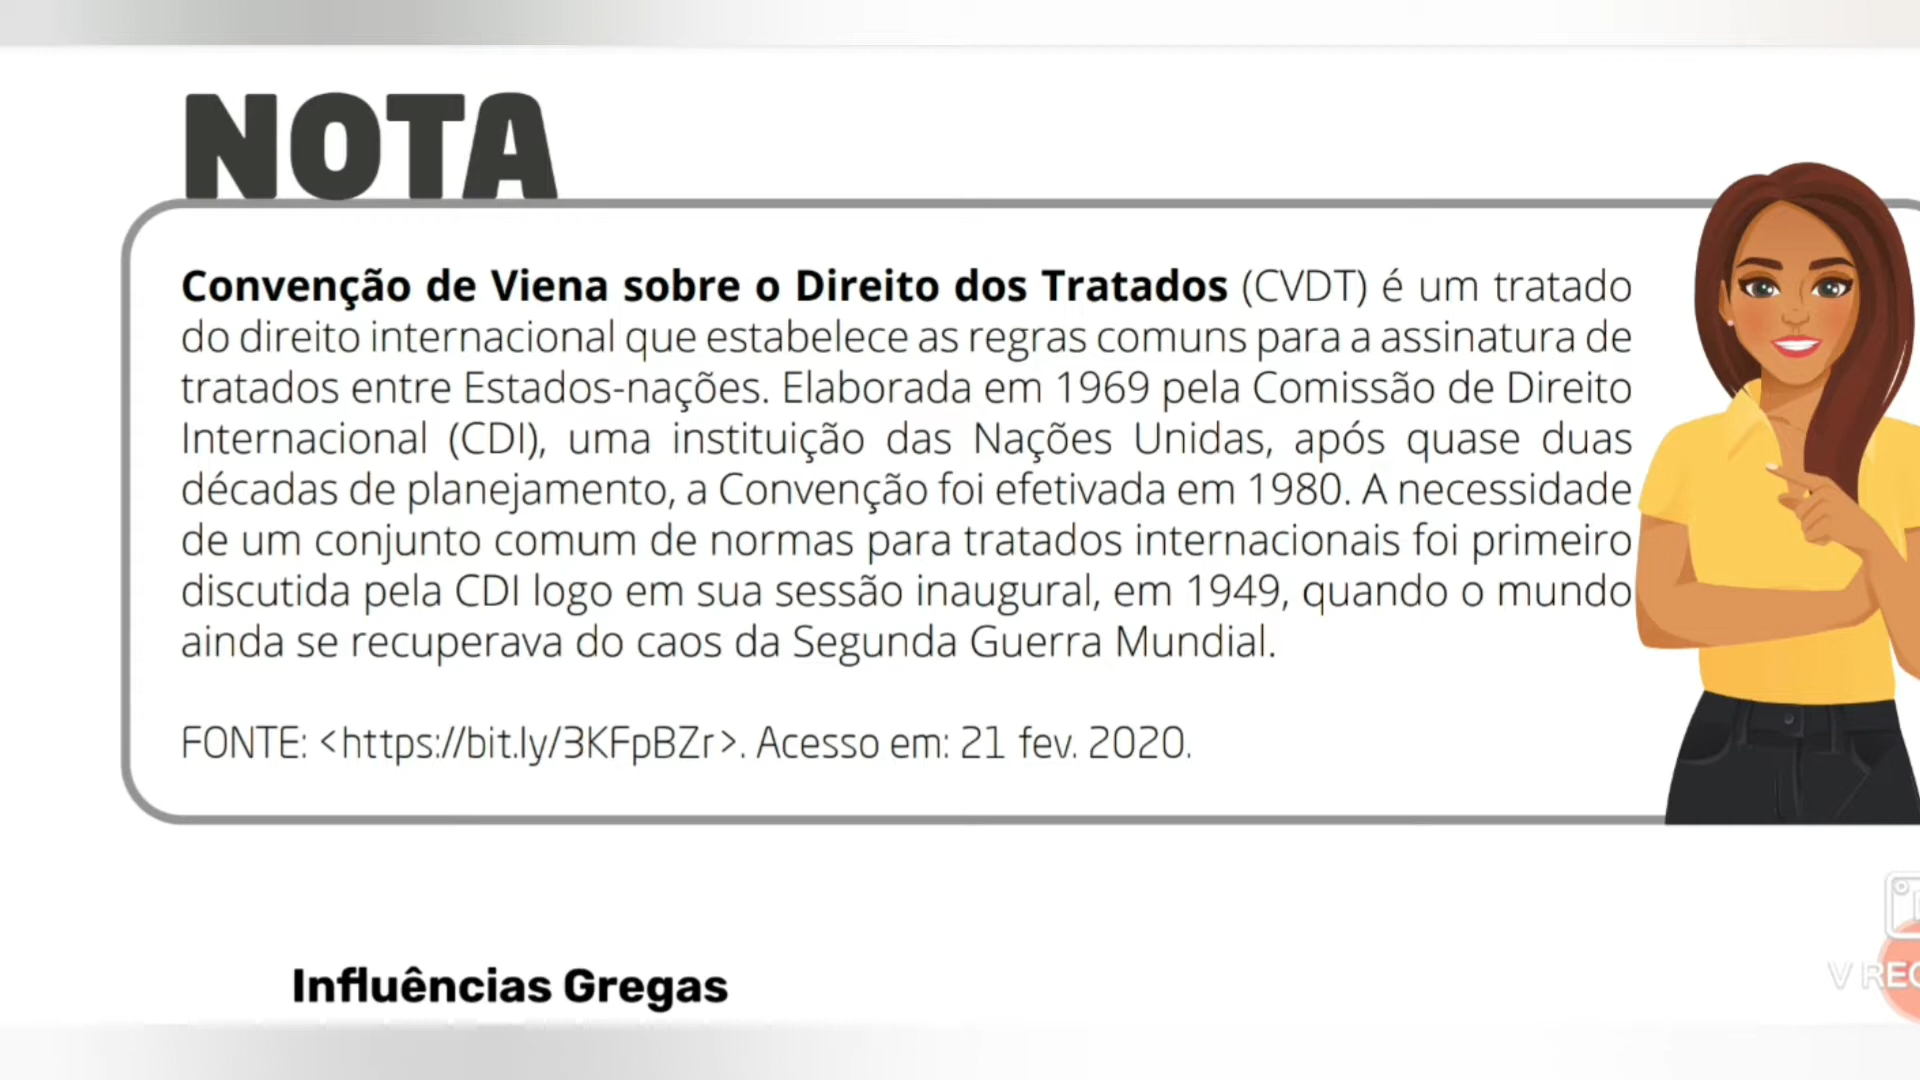 NOTA
Convenção de Viena sobre o Direito dos Tratados (CVDT) é um tratado
do direito internacional que estabelece as regras comuns para a assinatura de
tratados entre Estados-nações. Elaborada em 1969 pela Comissão de Direito
Internacional (CDI), uma instituição das Nações Unidas, após quase duas
décadas de planejamento, a Convenção foi efetivada em 1980. A necessidade
de um conjunto comum de normas para tratados internacionais foi primeiro
discutida pela CDI logo em sua sessão inaugural, em 1949, quando o mundo
ainda se recuperava do caos da Segunda Guerra Mundial.
FONTE: <https://bit.ly/3KFpBZr>. Acesso em: 21 fev. 2020.
V REC
Influências Gregas